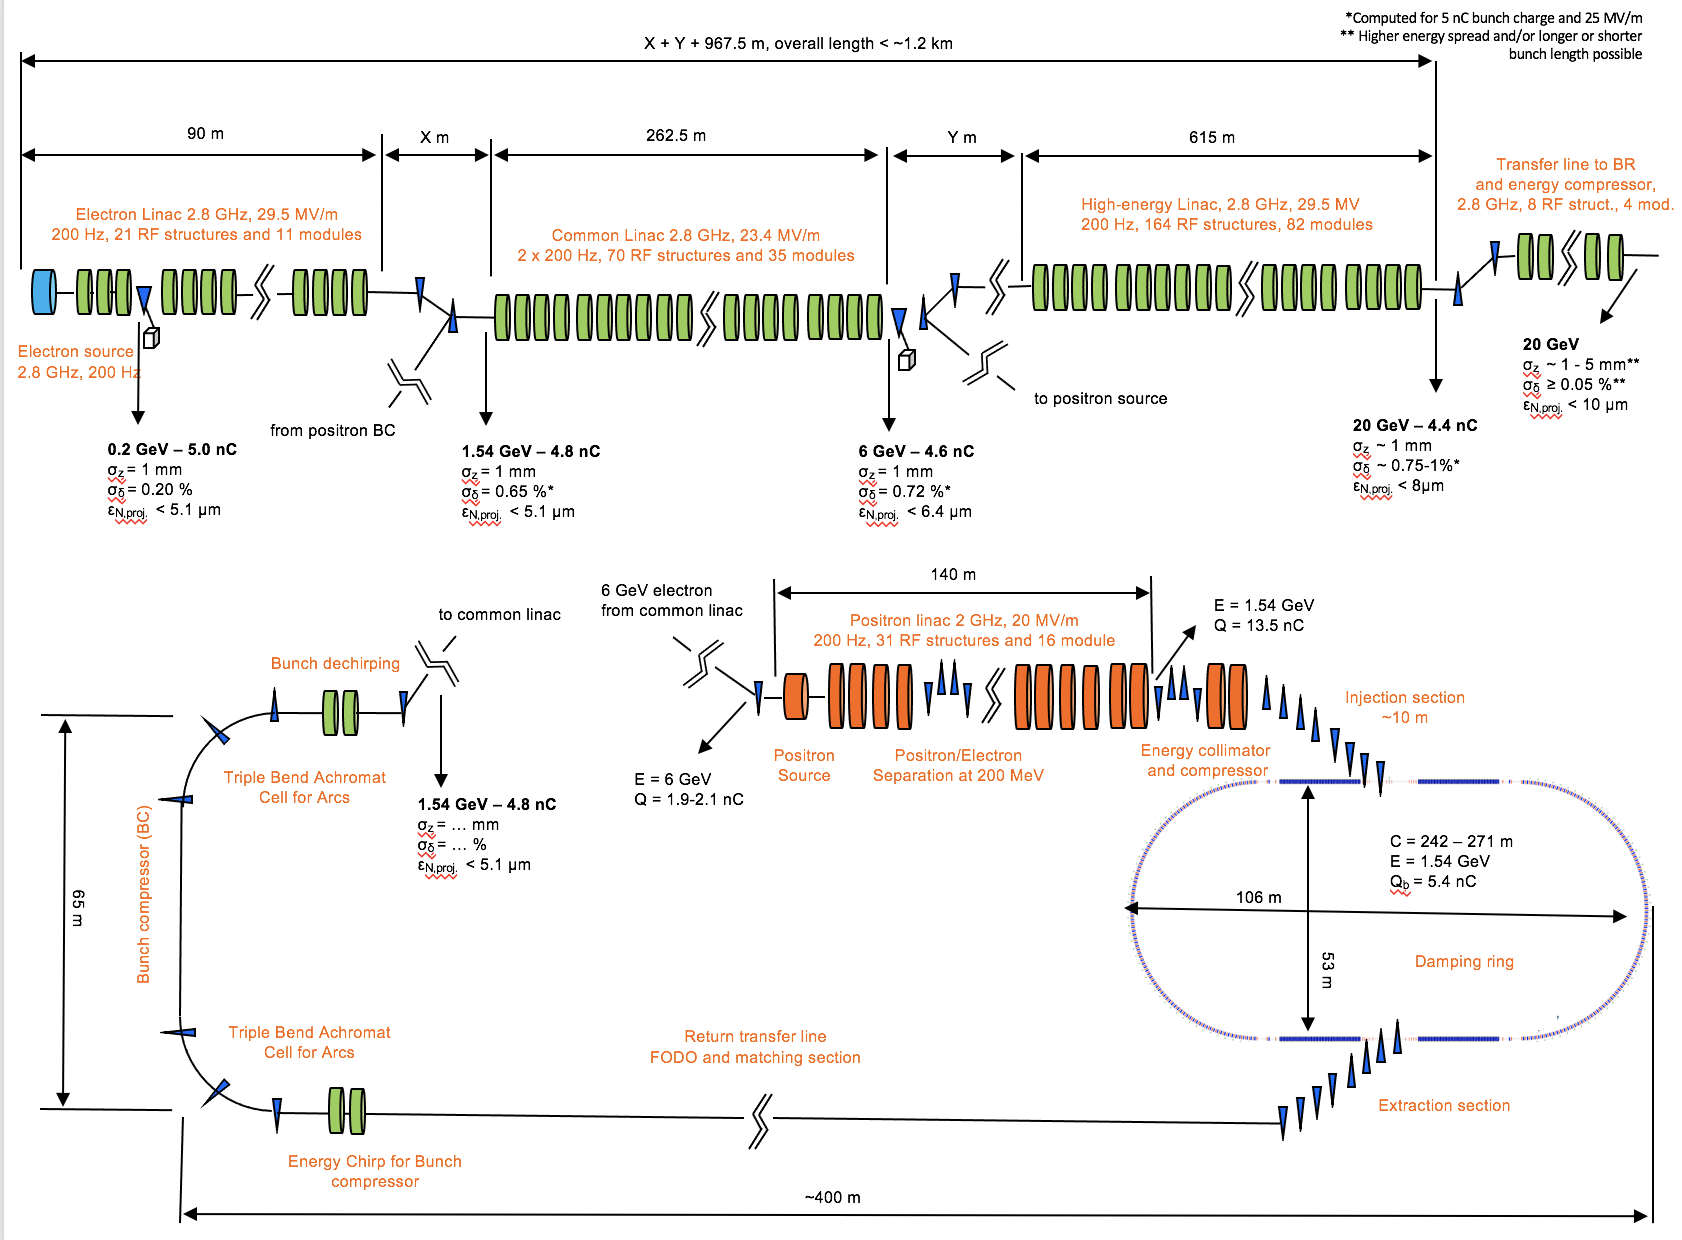 *Computed for 5 nC bunch charge and 25 MV/m
** Higher energy spread and/or longer or shorter
bunch length possible
X + Y + 967.5 m, overall length < ~1.2 km
90 m
X m
262.5 m
Y m
615 m
Transfer line to BR
and energy compressor,
2.8 GHz, 8 RF struct., 4 mod.
Electron Linac 2.8 GHz, 29.5 MV/m
200 Hz, 21 RF structures and 11 modules
Common Linac 2.8 GHz, 23.4 MV/m
2 x 200 Hz, 70 RF structures and 35 modules
High-energy Linac, 2.8 GHz, 29.5 MV
200 Hz, 164 RF structures, 82 modules
Electron source
2.8 GHz, 200 Hz
from positron BC
to positron source
0.2 GeV – 5.0 nC
σz = 1 mm
σδ = 0.20 %
εN,proj. < 5.1 μm
1.54 GeV – 4.8 nC
σz = 1 mm
σδ = 0.65 %*
εN,proj. < 5.1 μm
6 GeV – 4.6 nC
σz = 1 mm
σδ = 0.72 %*
εN,proj. < 6.4 μm
20 GeV – 4.4 nC
σz ~ 1 mm
σδ ~ 0.75-1%*
εN,proj. < 8μm
20 GeV
σz ~ 1 - 5 mm**
σδ ≥ 0.05 %**
εN,proj. < 10 μm
to common linac
Bunch dechirping
Triple Bend Achromat
Cell for Arcs
1.54 GeV – 4.8 nC
σz = ... mm
σδ = ... %
εN,proj. < 5.1 μm
65 m
Bunch compressor (BC)
Triple Bend Achromat
Cell for Arcs
Energy Chirp for Bunch
compressor
Return transfer line
FODO and matching section
~400 m
6 GeV electron
from common linac
140 m
Positron linac 2 GHz, 20 MV/m
200 Hz, 31 RF structures and 16 module
E = 1.54 GeV
Q = 13.5 nC
E = 6 GeV
Q = 1.9-2.1 nC
Positron
Source
Positron/Electron
Separation at 200 MeV
Energy collimator
and compressor
Injection section
~10 m
C = 242 – 271 m
E = 1.54 GeV
Qb = 5.4 nC
106 m
53 m
Damping ring
Extraction section